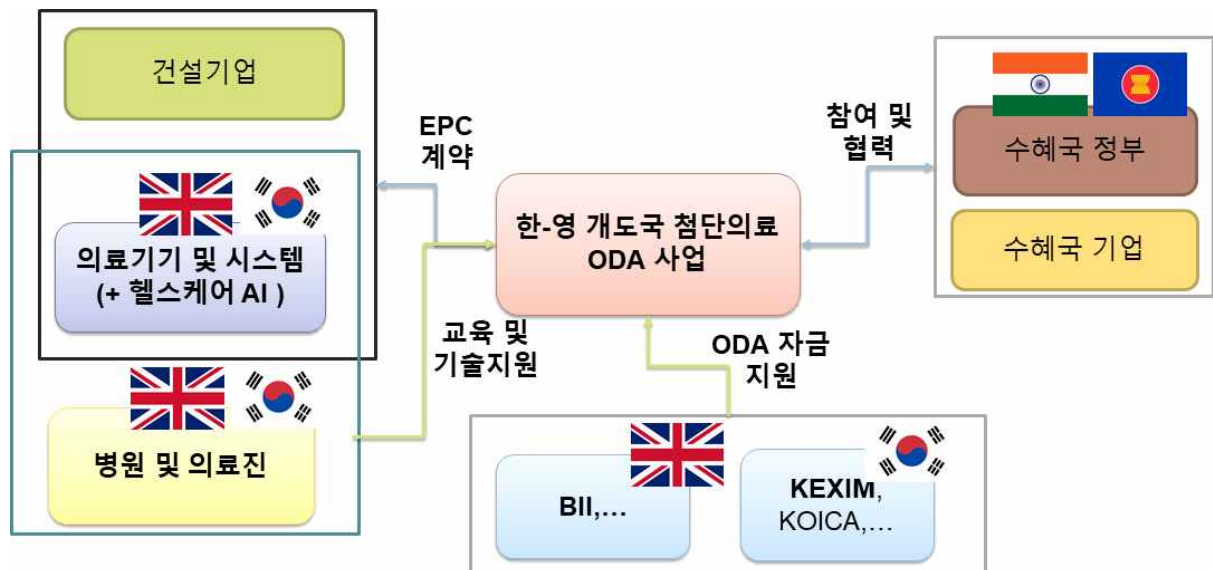 건설기업
EPC
계약
의료기기 및 시스템
(+ 헬스케어 AI )
교육 및
기술지원
병원 및 의료진
한-영 개도국 첨단의료
ODA 사업
ODA 자금
지원
BII,…
KEXIM,
KOICA,…
참여 및
협력
수혜국 정부
수혜국 기업